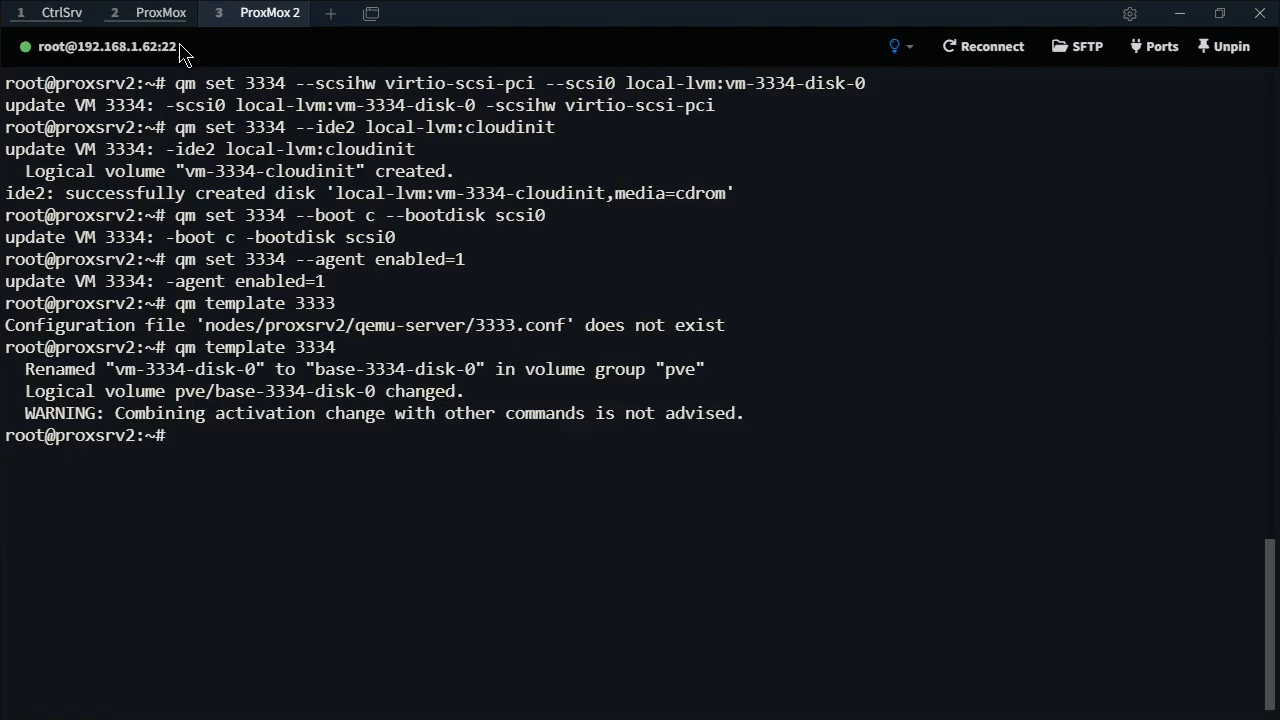 1 CtrlSrv 2 ProxMox 3 ProxMox 2
root@192.168.1.62:22 Reconnect SFTP Ports Unpin
root@proxsrv2:~# qm set 3334 --scsihw virtio-scsi-pci --scsi0 local-lvm:vm-3334-disk-0
update VM 3334: -scsi0 local-lvm:vm-3334-disk-0 -scsihw virtio-scsi-pci
root@proxsrv2:~# qm set 3334 --ide2 local-lvm:cloudinit
update VM 3334: -ide2 local-lvm:cloudinit
  Logical volume "vm-3334-cloudinit" created.
ide2: successfully created disk 'local-lvm:vm-3334-cloudinit,media=cdrom'
root@proxsrv2:~# qm set 3334 --boot c --bootdisk scsi0
update VM 3334: -boot c -bootdisk scsi0
root@proxsrv2:~# qm set 3334 --agent enabled=1
update VM 3334: -agent enabled=1
root@proxsrv2:~# qm template 3333
Configuration file 'nodes/proxsrv2/qemu-server/3333.conf' does not exist
root@proxsrv2:~# qm template 3334
  Renamed "vm-3334-disk-0" to "base-3334-disk-0" in volume group "pve"
  Logical volume pve/base-3334-disk-0 changed.
  WARNING: Combining activation change with other commands is not advised.
root@proxsrv2:~#